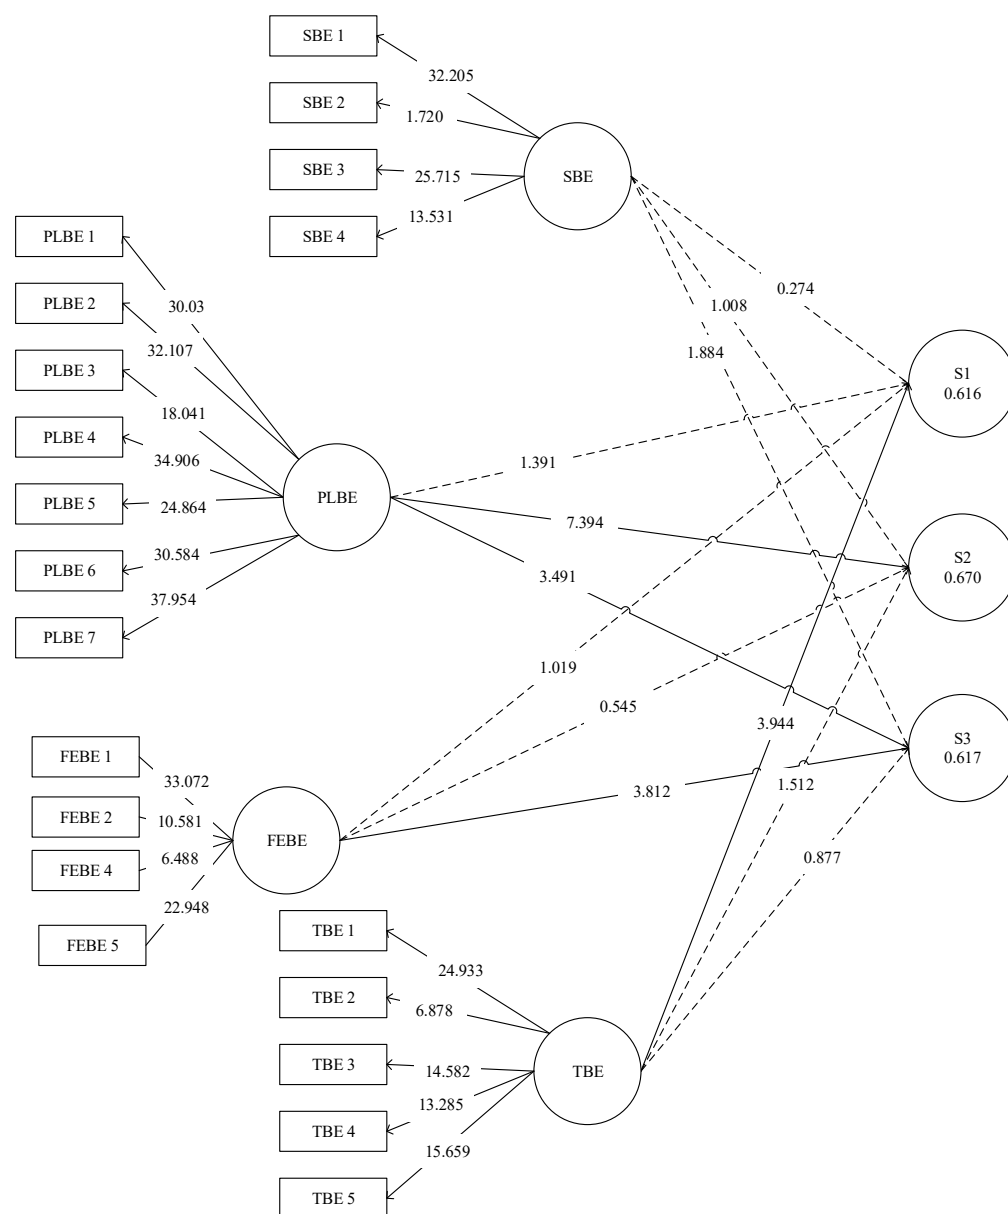 SBE 1
32.205
SBE 2
1.720
SBE 3
25.715
SBE 4
13.531
SBE
PLBE 1
30.03
PLBE 2
32.107
PLBE 3
18.041
PLBE 4
34.906
PLBE 5
24.864
PLBE 6
30.584
PLBE 7
37.954
PLBE
0.274
1.008
1.884
1.391
7.394
3.491
S1
0.616
S2
0.670
S3
0.617
1.019
0.545
3.812
3.944
1.512
0.877
FEBE 1
33.072
FEBE 2
10.581
FEBE 4
6.488
FEBE 5
22.948
FEBE
TBE 1
24.933
TBE 2
6.878
TBE 3
14.582
TBE 4
13.285
TBE 5
15.659
TBE